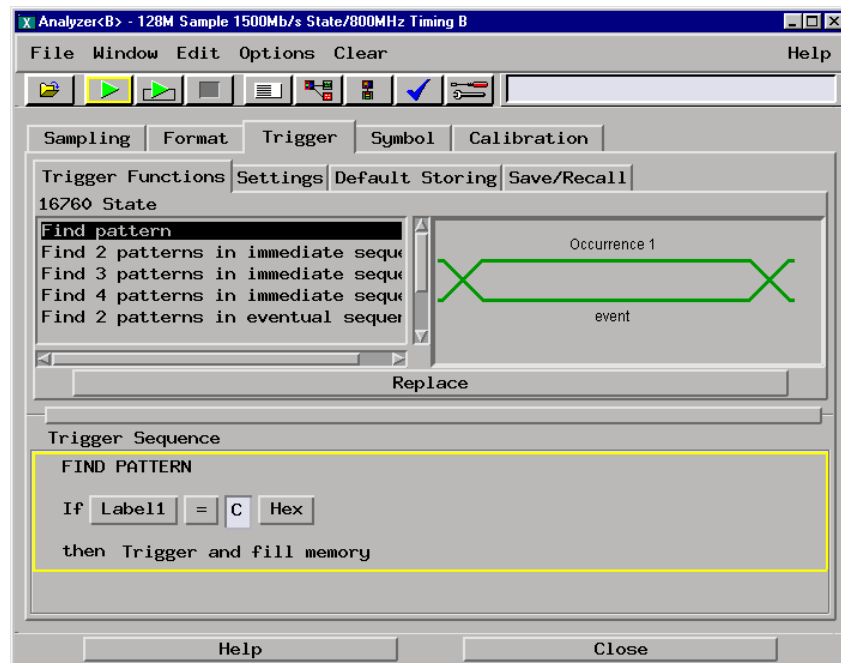 Analyzer<B> - 128M Sample 1500Mb/s State/800MHz Timing B
File Window Edit Options Clear Help
Sampling Format Trigger Symbol Calibration
Trigger Functions Settings Default Storing Save/Recall
16760 State
Find pattern
Find 2 patterns in immediate seque
Find 3 patterns in immediate seque
Find 4 patterns in immediate seque
Find 2 patterns in eventual sequer
Occurrence 1
event
Replace
Trigger Sequence
FIND PATTERN
If Label1 = C Hex
then Trigger and fill memory
Help Close